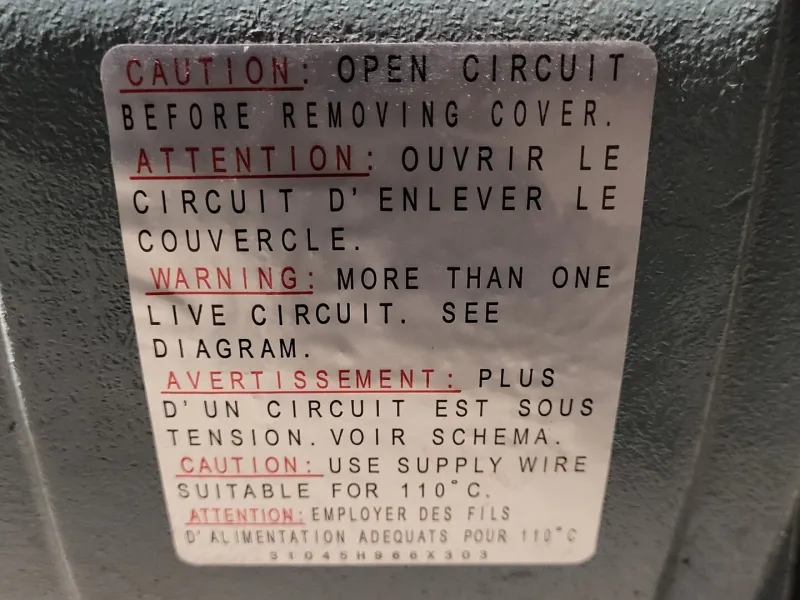 CAUTION: OPEN CIRCUIT
BEFORE REMOVING COVER.
ATTENTION: OUVRIR LE
CIRCUIT D'ENLEVER LE
COUVERCLE.
WARNING: MORE THAN ONE
LIVE CIRCUIT. SEE
DIAGRAM.
AVERTISSEMENT: PLUS
D'UN CIRCUIT EST SOUS
TENSION. VOIR SCHEMA.
CAUTION: USE SUPPLY WIRE
SUITABLE FOR 110°C.
ATTENTION: EMPLOYER DES FILS
D'ALIMENTATION ADEQUATS POUR 110°C
31045H966X303